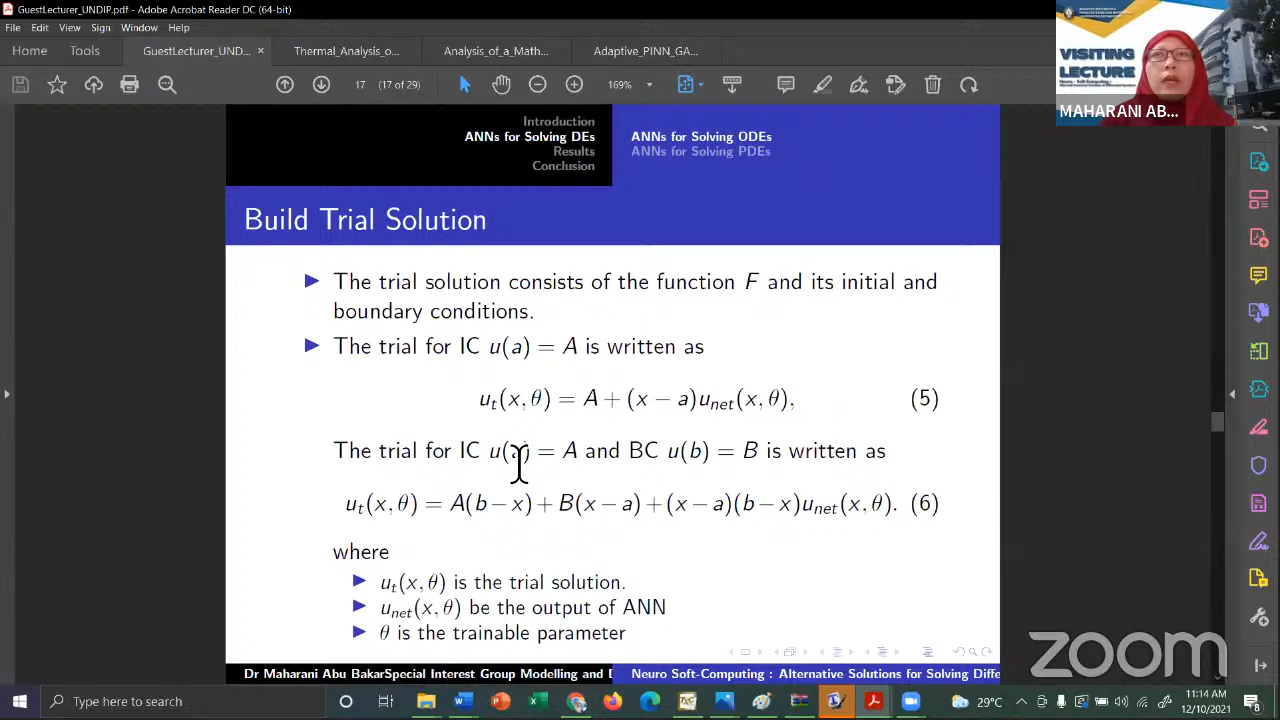 GuestLecturer_UNDIP.pdf - Adobe Acrobat Reader DC (64-bit)
File Edit View Sign Window Help
Home Tools GuestLecturer_UND... × Thermal_Analysis o... Analysis_of_a Math... Adaptive_PINN_GA...
(17 of 169%
VISITING
LECTURE
MAHARANI AB...
Introduction
ANNs for Solving DEs
Results
Conclusion
ANNs for Solving ODEs
ANNs for Solving PDEs
Build Trial Solution
▶ The trial solution consists of the function F and its initial and
boundary conditions.
▶ The trial for IC u(a) = A is written as
u_t(x, θ) = A + (x − a)u_net(x, θ), (5)
The trial for IC u(a) = A and BC u(b) = B is written as
u_t(x, θ) = A(b − x) + B(x − a) + (x − a)(b − x)u_net(x, θ). (6)
where
▶ u_t(x, θ) is the trial solution.
▶ u_net(x, θ) be the output of ANN
▶ θ is the trainable parameter
Dr Maharani Abu BakarSpecial Interest Group Modelling and D Neuro Soft-Computing : Alternative Solutions for Solving Diffe
zoom
Type here to search
29°C
11:14 AM
12/10/2021